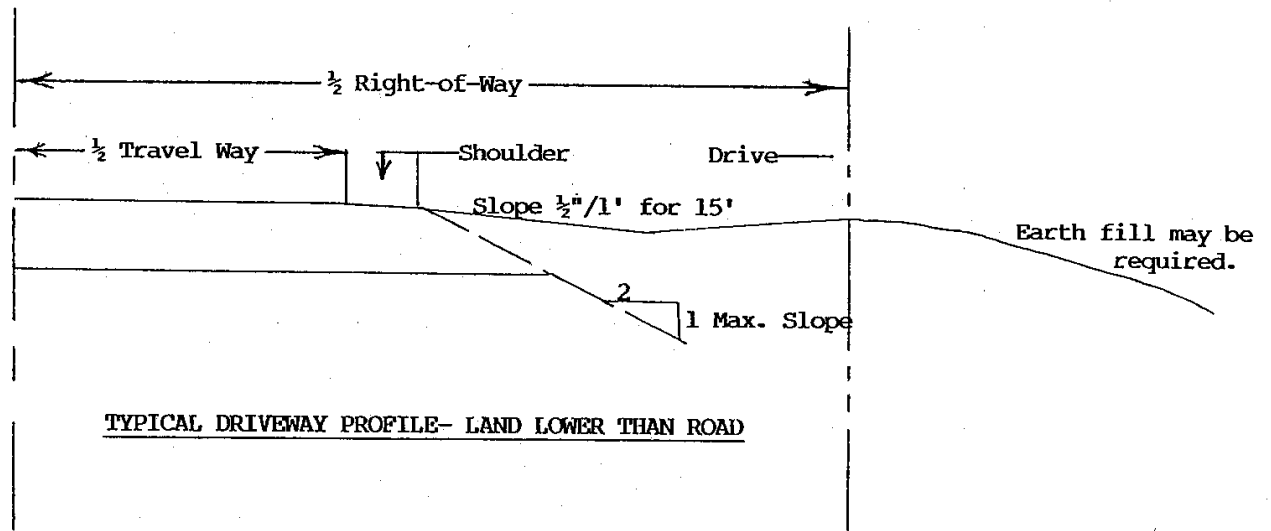 ½ Right-of-Way
½ Travel Way
Shoulder
Drive
Slope ½"/1' for 15'
Earth fill may be
required.
2
1 Max. Slope
TYPICAL DRIVEWAY PROFILE- LAND LOWER THAN ROAD